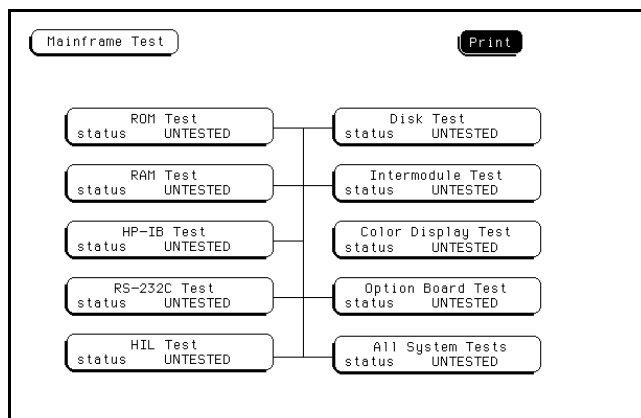 Mainframe Test
Print
ROM Test
status UNTESTED
Disk Test
status UNTESTED
RAM Test
status UNTESTED
Intermodule Test
status UNTESTED
HP-IB Test
status UNTESTED
Color Display Test
status UNTESTED
RS-232C Test
status UNTESTED
Option Board Test
status UNTESTED
HIL Test
status UNTESTED
All System Tests
status UNTESTED